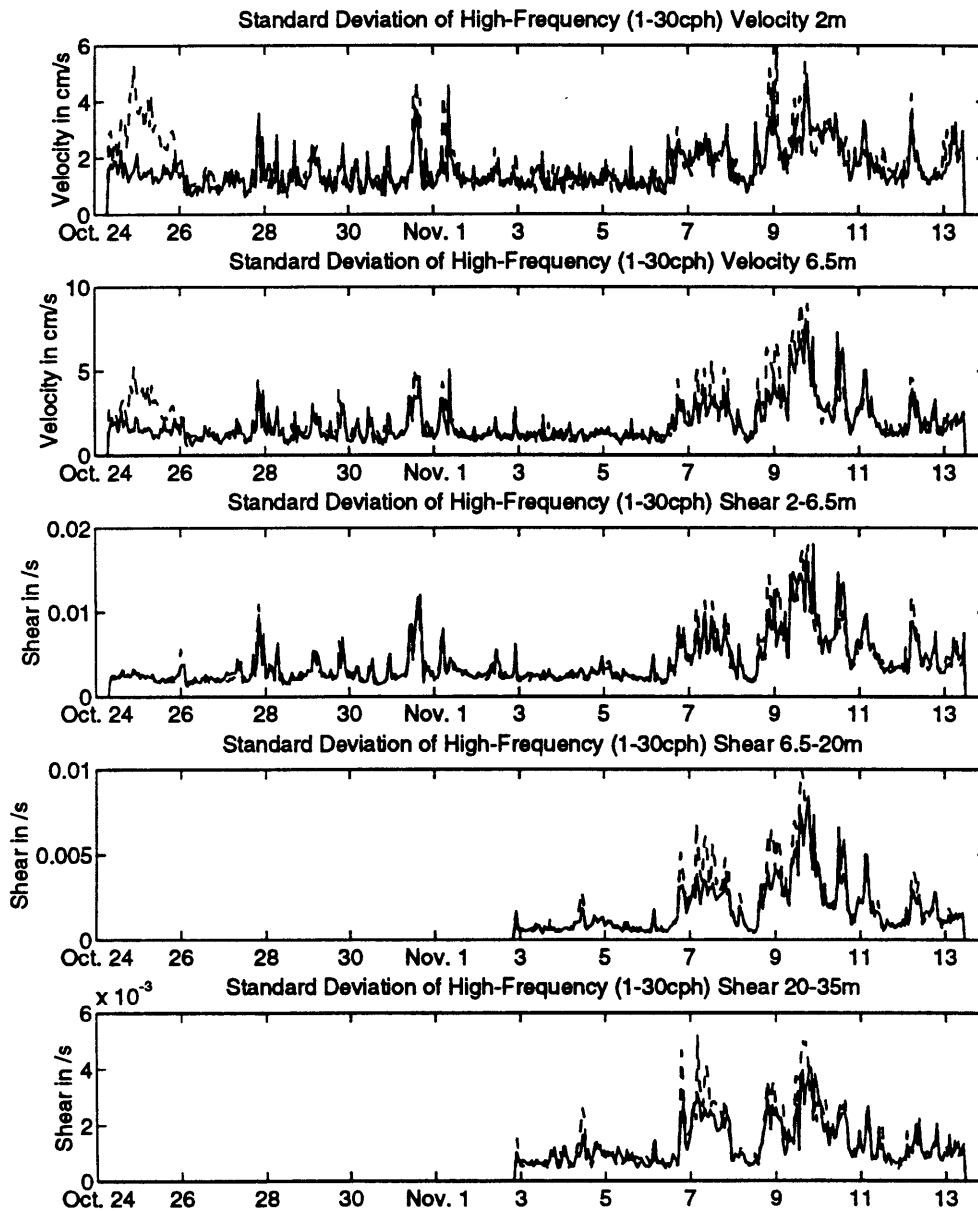 Standard Deviation of High-Frequency (1-30cph) Velocity 2m
6
4
2
0
Velocity in cm/s
Oct. 24 26 28 30 Nov. 1 3 5 7 9 11 13
Standard Deviation of High-Frequency (1-30cph) Velocity 6.5m
10
5
0
Velocity in cm/s
Oct. 24 26 28 30 Nov. 1 3 5 7 9 11 13
Standard Deviation of High-Frequency (1-30cph) Shear 2-6.5m
0.02
0.01
0
Shear in /s
Oct. 24 26 28 30 Nov. 1 3 5 7 9 11 13
Standard Deviation of High-Frequency (1-30cph) Shear 6.5-20m
0.01
0.005
0
Shear in /s
Oct. 24 26 28 30 Nov. 1 3 5 7 9 11 13
x 10⁻³ Standard Deviation of High-Frequency (1-30cph) Shear 20-35m
6
4
2
0
Shear in /s
Oct. 24 26 28 30 Nov. 1 3 5 7 9 11 13